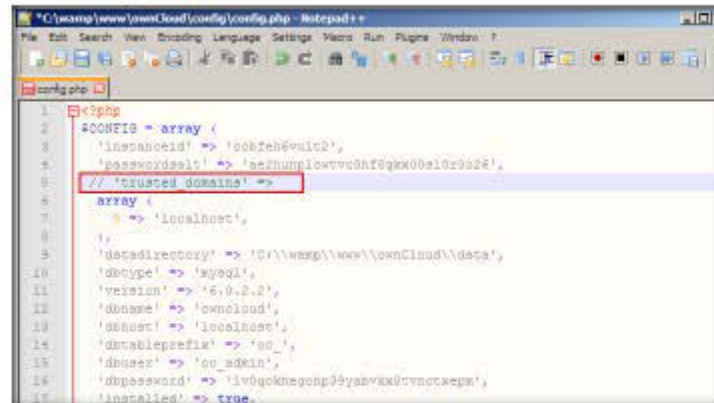 *C:\wamp\www\ownCloud\config\config.php - Notepad++
File Edit Search View Encoding Language Settings Macro Run Plugins Window ?
config.php
1 <?php
2 $CONFIG = array (
3 'instanceid' =>
4 'passwordsalt' =>
5 // 'trusted_domains' =>
6 array (
7 0 => 'localhost',
8 ),
9 'datadirectory' => 'C:\\wamp\\www\\ownCloud\\data',
10 'dbtype' => 'mysql',
11 'version' => '6.0.2.2',
12 'dbname' => 'owncloud',
13 'dbhost' => 'localhost',
14 'dbtableprefix' => 'oc_',
15 'dbuser' => 'oc_admin',
16 'dbpassword' =>
17 'installed' => true,